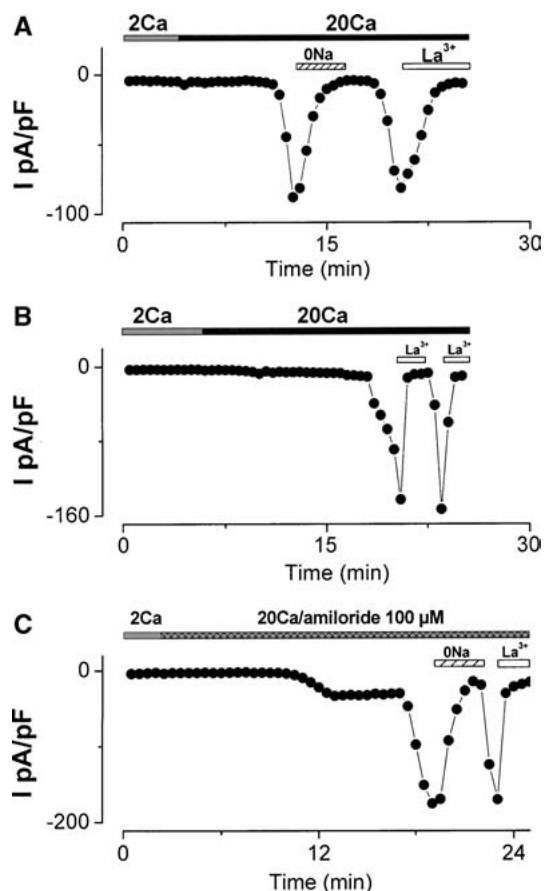 A
2Ca 20Ca
0Na La³⁺
0
-100
I pA/pF
0 15 30
Time (min)
B
2Ca 20Ca
La³⁺ La³⁺
0
-160
I pA/pF
0 15 30
Time (min)
C
2Ca 20Ca/amiloride 100 µM
0Na La³⁺
0
-200
I pA/pF
0 12 24
Time (min)